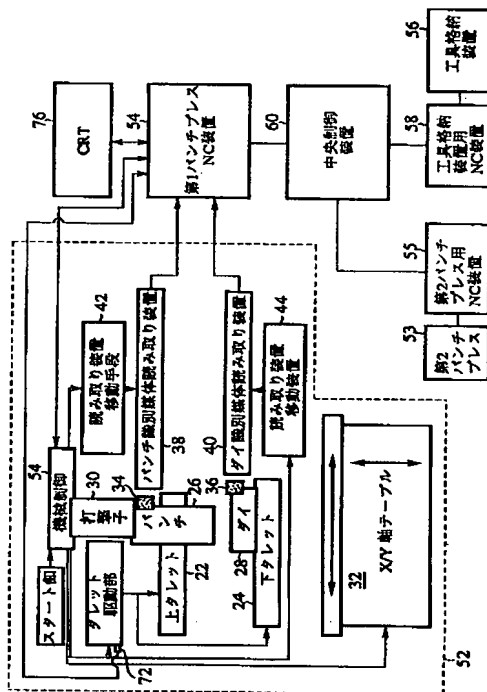 76
CRT
54
第1パンチプレス
NC装置
60
中央制御
装置
56
工具格納
装置
58
工具格納
装置用
NC装置
55
第2パンチ
プレス用
NC装置
53
第2
パンチ
プレス
42
読み取り装置
移動手段
パンチ識別媒体読み取り装置
38
ダイ識別媒体読み取り装置
40
44
読み取り装置
移動装置
54
機械制御
スタート釦
30
打撃子
34
パンチ
26
36
ダイ
28
タレット
駆動部
72
上タレット
22
下タレット
24
32
X/Y軸テーブル
52